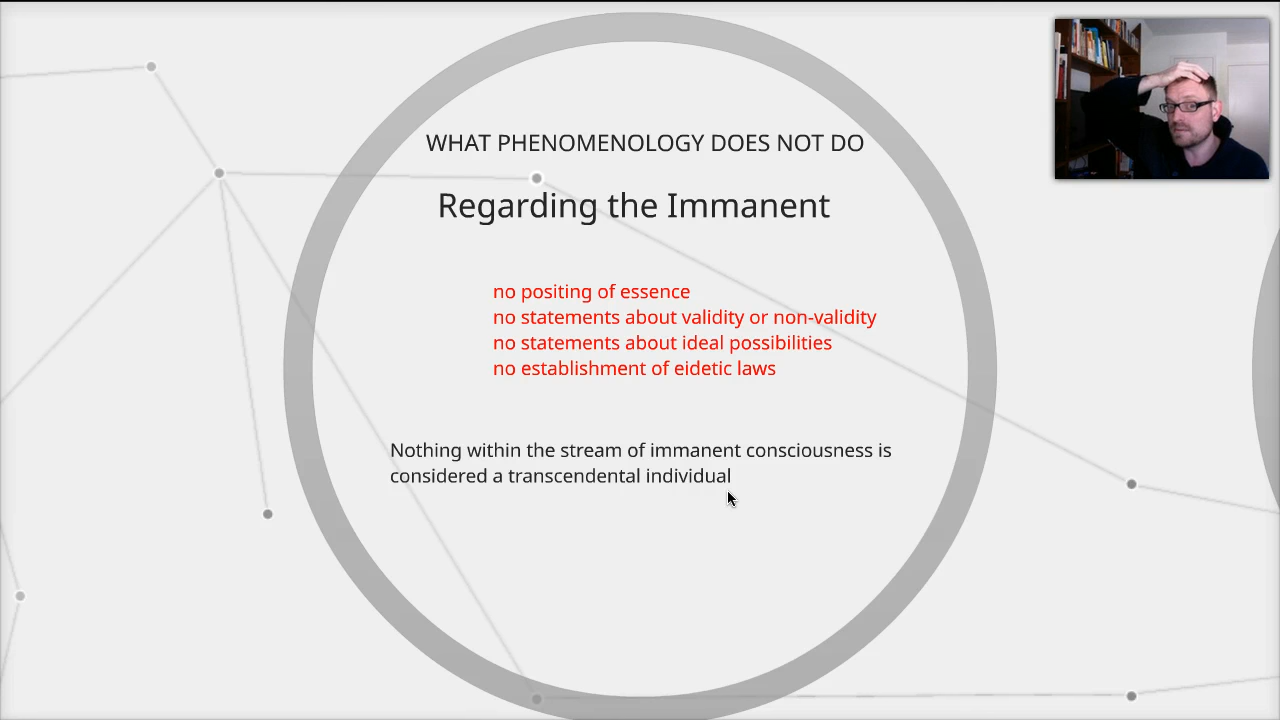 WHAT PHENOMENOLOGY DOES NOT DO
Regarding the Immanent
no positing of essence
no statements about validity or non-validity
no statements about ideal possibilities
no establishment of eidetic laws
Nothing within the stream of immanent consciousness is
considered a transcendental individual